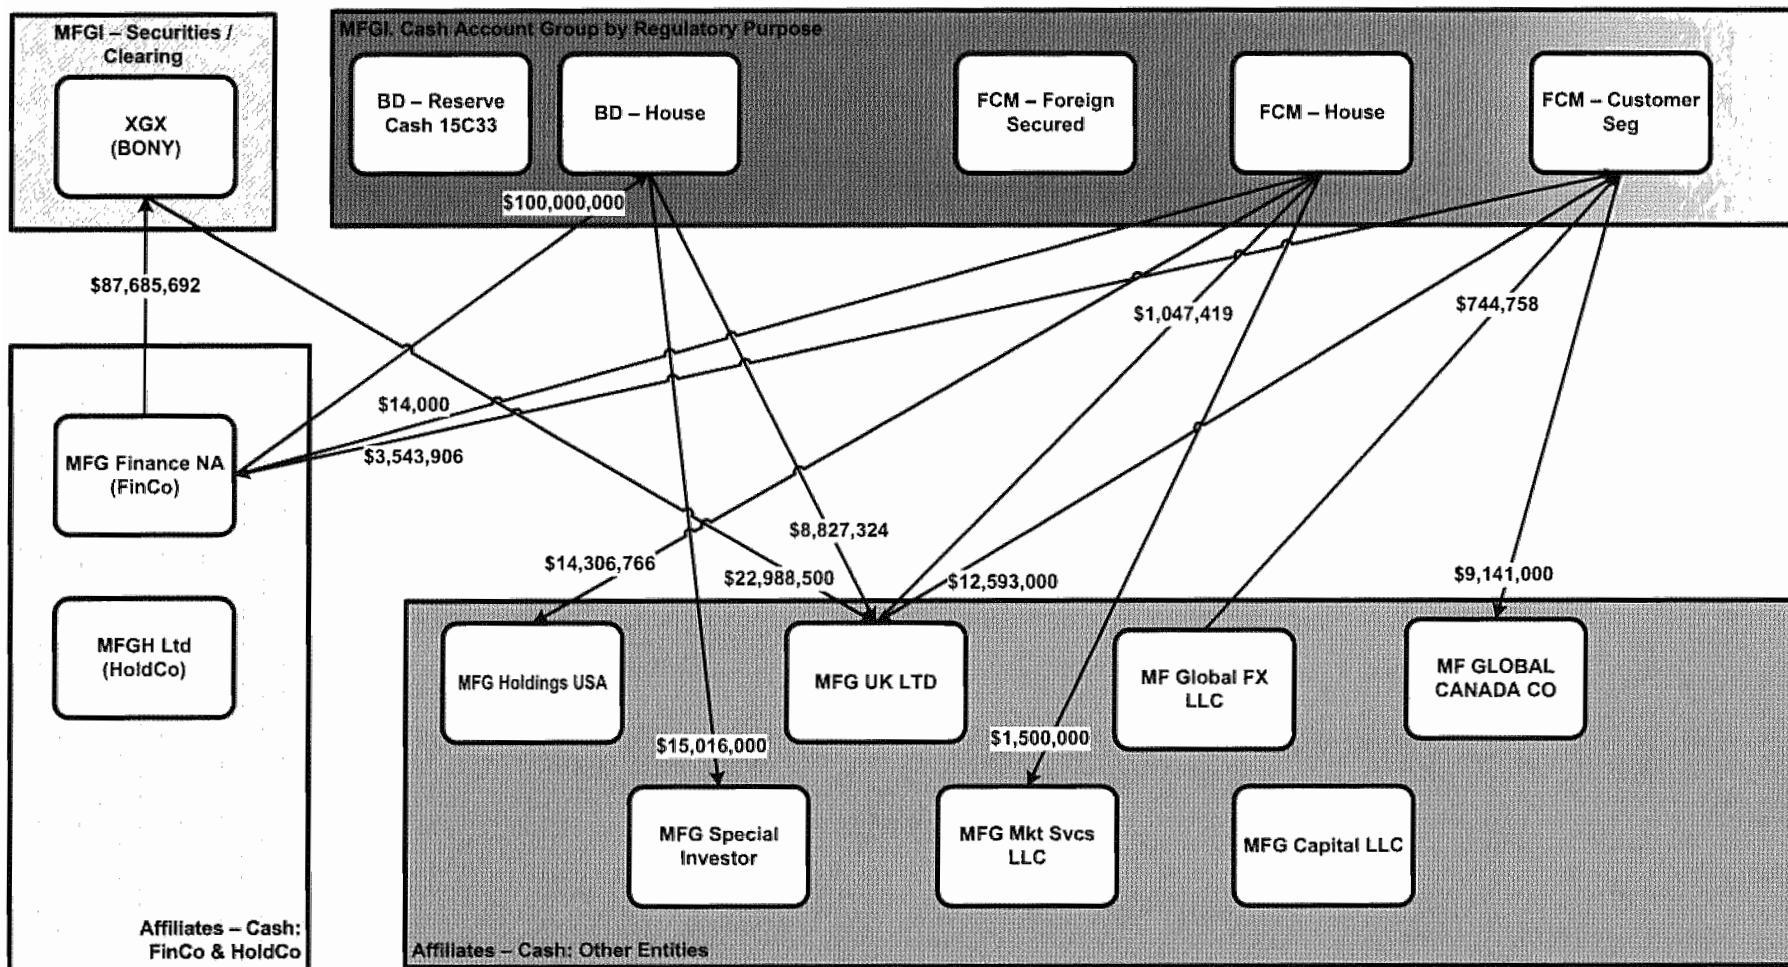 MFGI – Securities /
Clearing
XGX
(BONY)
MFGI. Cash Account Group by Regulatory Purpose
BD – Reserve
Cash 15C33
BD – House
FCM – Foreign
Secured
FCM – House
FCM – Customer
Seg
$100,000,000
$87,685,692
$1,047,419
$744,758
$14,000
$3,543,906
MFG Finance NA
(FinCo)
$8,827,324
$14,306,766
$22,988,500
$12,593,000
$9,141,000
MFGH Ltd
(HoldCo)
MFG Holdings USA
MFG UK LTD
MF Global FX
LLC
MF GLOBAL
CANADA CO
$15,016,000
$1,500,000
MFG Special
Investor
MFG Mkt Svcs
LLC
MFG Capital LLC
Affiliates – Cash:
FinCo & HoldCo
Affiliates – Cash: Other Entities